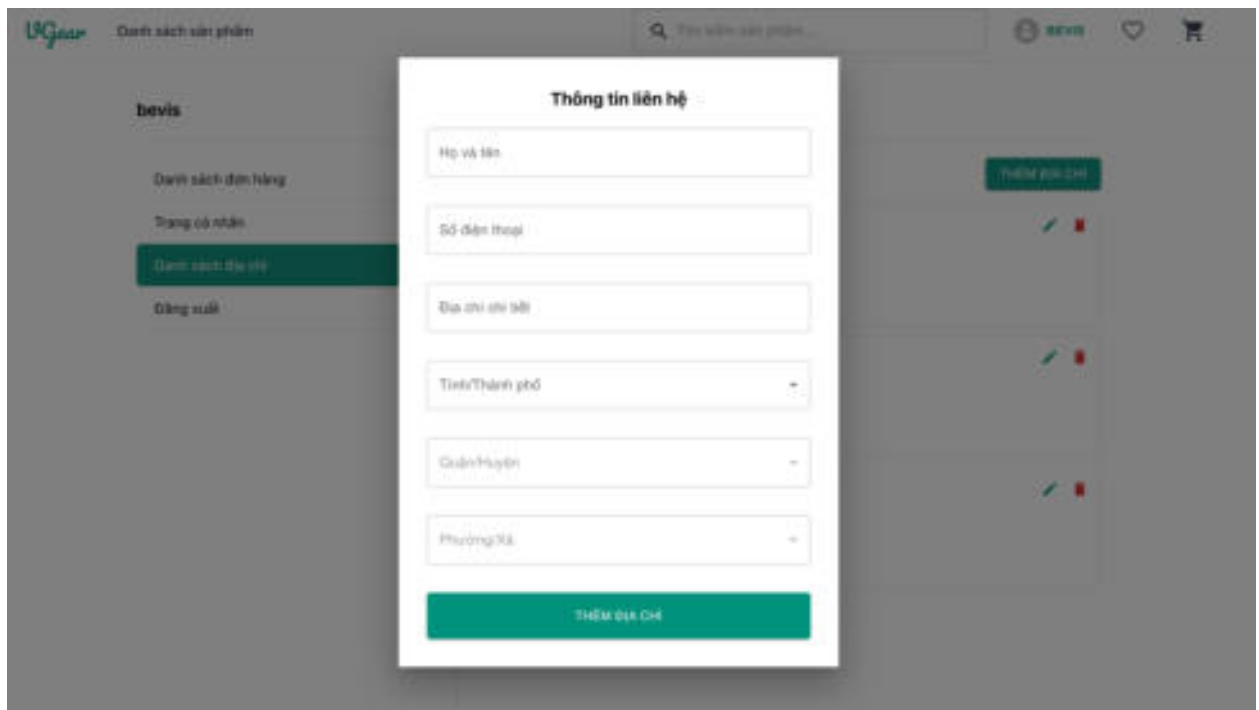 VGear
Danh sách sản phẩm
Tìm kiếm sản phẩm...
BEVIS
bevis
Danh sách đơn hàng
Trang cá nhân
Danh sách địa chỉ
Đăng xuất
THÊM ĐỊA CHỈ
Thông tin liên hệ
Họ và tên
Số điện thoại
Địa chỉ chi tiết
Tỉnh/Thành phố
Quận/Huyện
Phường/Xã
THÊM ĐỊA CHỈ